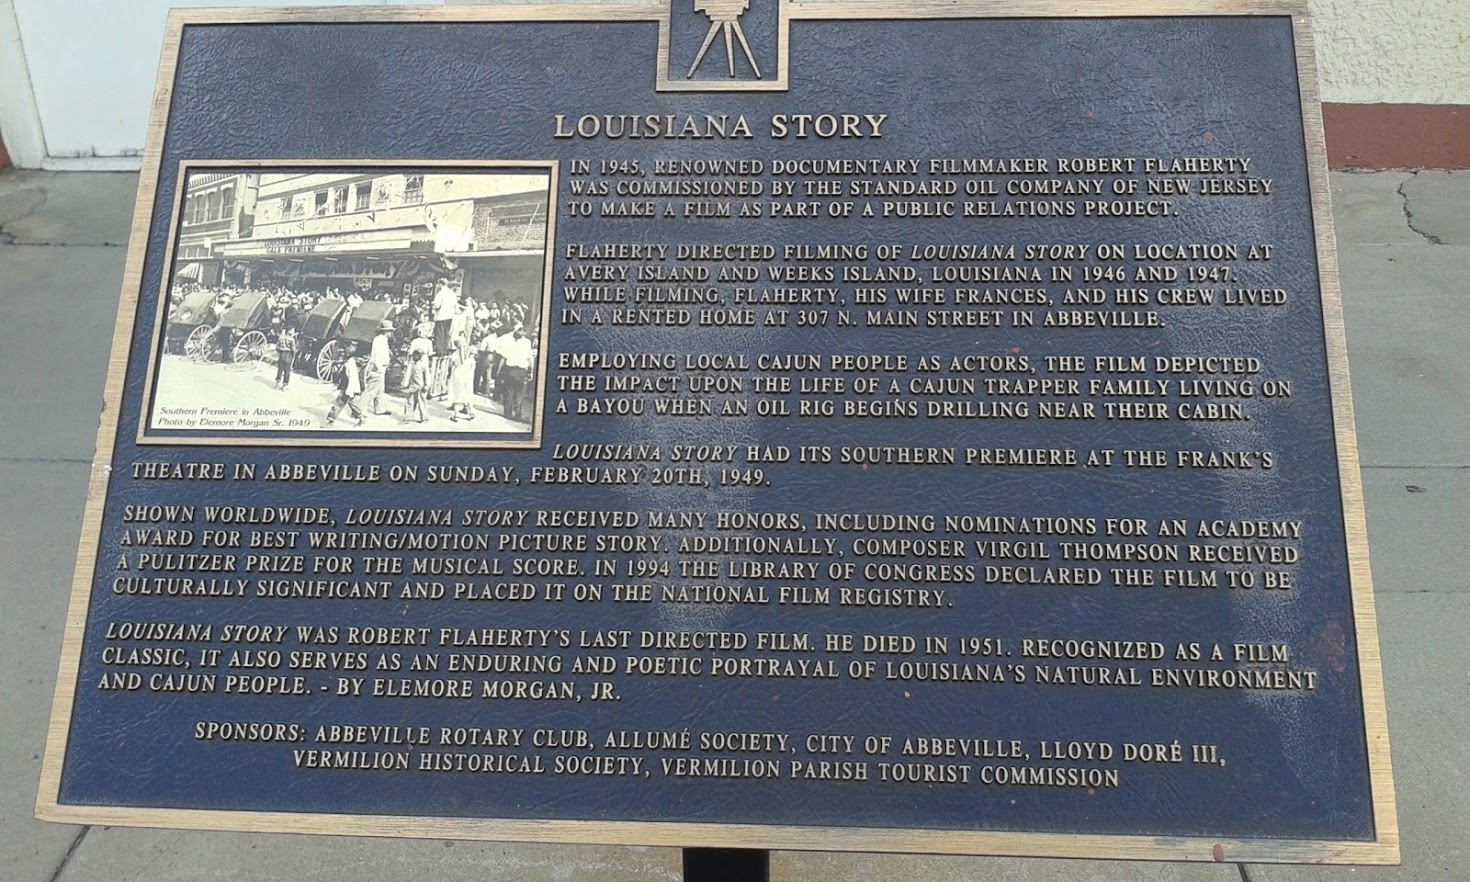 LOUISIANA STORY
IN 1945, RENOWNED DOCUMENTARY FILMMAKER ROBERT FLAHERTY
WAS COMMISSIONED BY THE STANDARD OIL COMPANY OF NEW JERSEY
TO MAKE A FILM AS PART OF A PUBLIC RELATIONS PROJECT.
FLAHERTY DIRECTED FILMING OF LOUISIANA STORY ON LOCATION AT
AVERY ISLAND AND WEEKS ISLAND, LOUISIANA IN 1946 AND 1947.
WHILE FILMING, FLAHERTY, HIS WIFE FRANCES, AND HIS CREW LIVED
IN A RENTED HOME AT 307 N. MAIN STREET IN ABBEVILLE.
EMPLOYING LOCAL CAJUN PEOPLE AS ACTORS, THE FILM DEPICTED
THE IMPACT UPON THE LIFE OF A CAJUN TRAPPER FAMILY LIVING ON
A BAYOU WHEN AN OIL RIG BEGINS DRILLING NEAR THEIR CABIN.
LOUISIANA STORY
GALA PREMIERE
Southern Premiere in Abbeville
Photo by Elemore Morgan Sr. 1949
LOUISIANA STORY HAD ITS SOUTHERN PREMIERE AT THE FRANK'S
THEATRE IN ABBEVILLE ON SUNDAY, FEBRUARY 20TH, 1949.
SHOWN WORLDWIDE, LOUISIANA STORY RECEIVED MANY HONORS, INCLUDING NOMINATIONS FOR AN ACADEMY
AWARD FOR BEST WRITING/MOTION PICTURE STORY. ADDITIONALLY, COMPOSER VIRGIL THOMPSON RECEIVED
A PULITZER PRIZE FOR THE MUSICAL SCORE. IN 1994 THE LIBRARY OF CONGRESS DECLARED THE FILM TO BE
CULTURALLY SIGNIFICANT AND PLACED IT ON THE NATIONAL FILM REGISTRY.
LOUISIANA STORY WAS ROBERT FLAHERTY'S LAST DIRECTED FILM. HE DIED IN 1951. RECOGNIZED AS A FILM
CLASSIC, IT ALSO SERVES AS AN ENDURING AND POETIC PORTRAYAL OF LOUISIANA'S NATURAL ENVIRONMENT
AND CAJUN PEOPLE. - BY ELEMORE MORGAN, JR.
SPONSORS: ABBEVILLE ROTARY CLUB, ALLUMÉ SOCIETY, CITY OF ABBEVILLE, LLOYD DORÉ III,
VERMILION HISTORICAL SOCIETY, VERMILION PARISH TOURIST COMMISSION